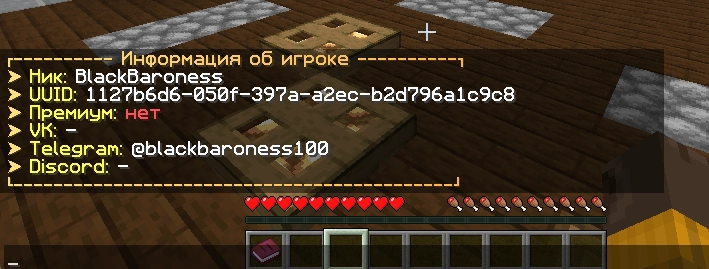 Информация об игроке
➤ Ник: BlackBaroness
➤ UUID: 1127b6d6-050f-397a-a2ec-b2d796a1c9c8
➤ Премиум: нет
➤ VK: -
➤ Telegram: @blackbaroness100
➤ Discord: -